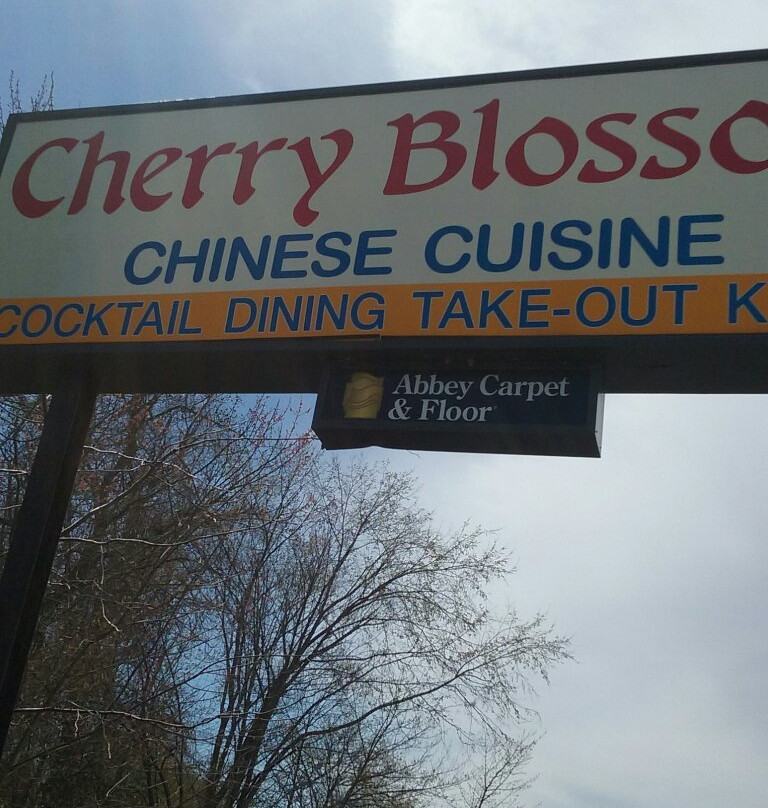 Cherry Blosso
CHINESE CUISINE
COCKTAIL DINING TAKE-OUT K
Abbey Carpet
& Floor